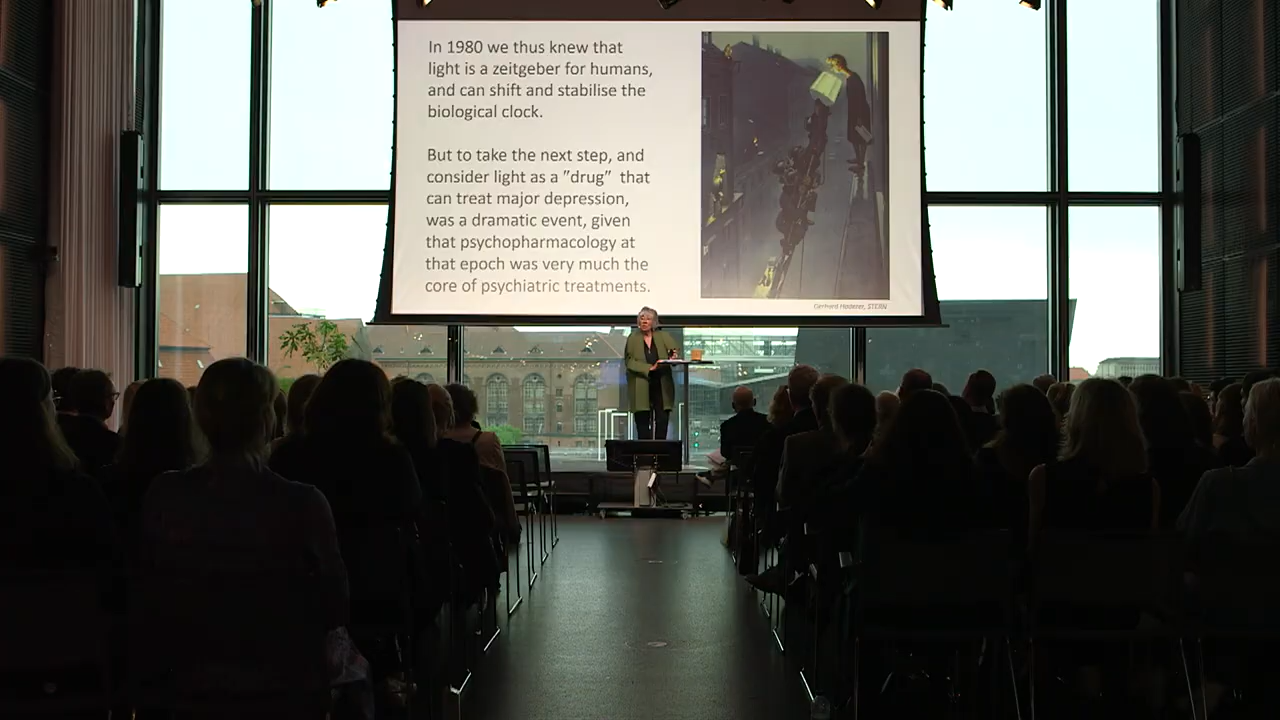 In 1980 we thus knew that
light is a zeitgeber for humans,
and can shift and stabilise the
biological clock.
But to take the next step, and
consider light as a ”drug” that
can treat major depression,
was a dramatic event, given
that psychopharmacology at
that epoch was very much the
core of psychiatric treatments.
Gerhard STERN